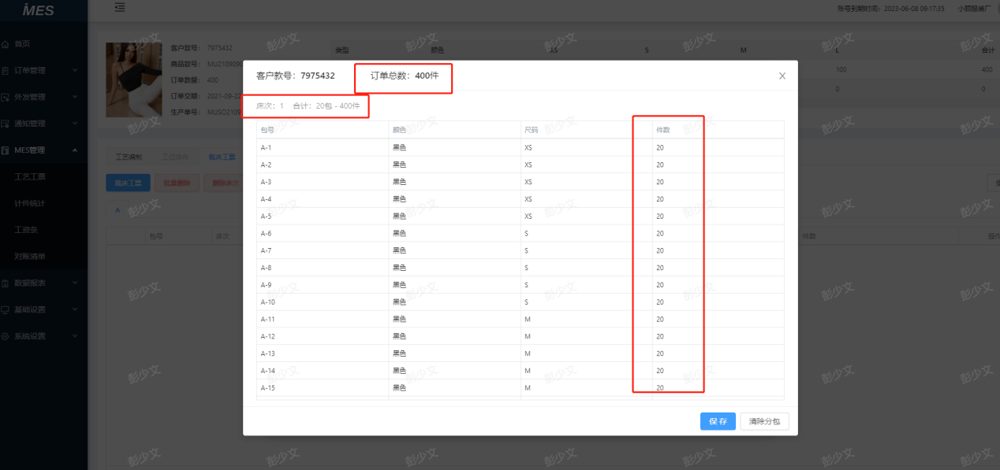 MES
账号到期时间：2023-06-08 09:17:35 小颖服装厂
首页
订单管理
外发管理
通知管理
MES管理
工艺工票
计件统计
工资条
对账清单
数据报表
基础设置
系统设置
客户款号： 7975432
商品款号： MU2109090
订单数量： 400
订单交期： 2021-09-22
生产单号： MUSO2109
类型 颜色 XS S M L 合计
100 400
0 0
工艺编制 工价阵列 裁床工票
裁床工票 批量删除 删除床次
A
包号 床次 件数 操作
客户款号：7975432 订单总数：400件
床次：1 合计：20包 - 400件
包号 颜色 尺码 件数
A-1 黑色 XS 20
A-2 黑色 XS 20
A-3 黑色 XS 20
A-4 黑色 XS 20
A-5 黑色 XS 20
A-6 黑色 S 20
A-7 黑色 S 20
A-8 黑色 S 20
A-9 黑色 S 20
A-10 黑色 S 20
A-11 黑色 M 20
A-12 黑色 M 20
A-13 黑色 M 20
A-14 黑色 M 20
A-15 黑色 M 20
保 存 清除分包
彭少文